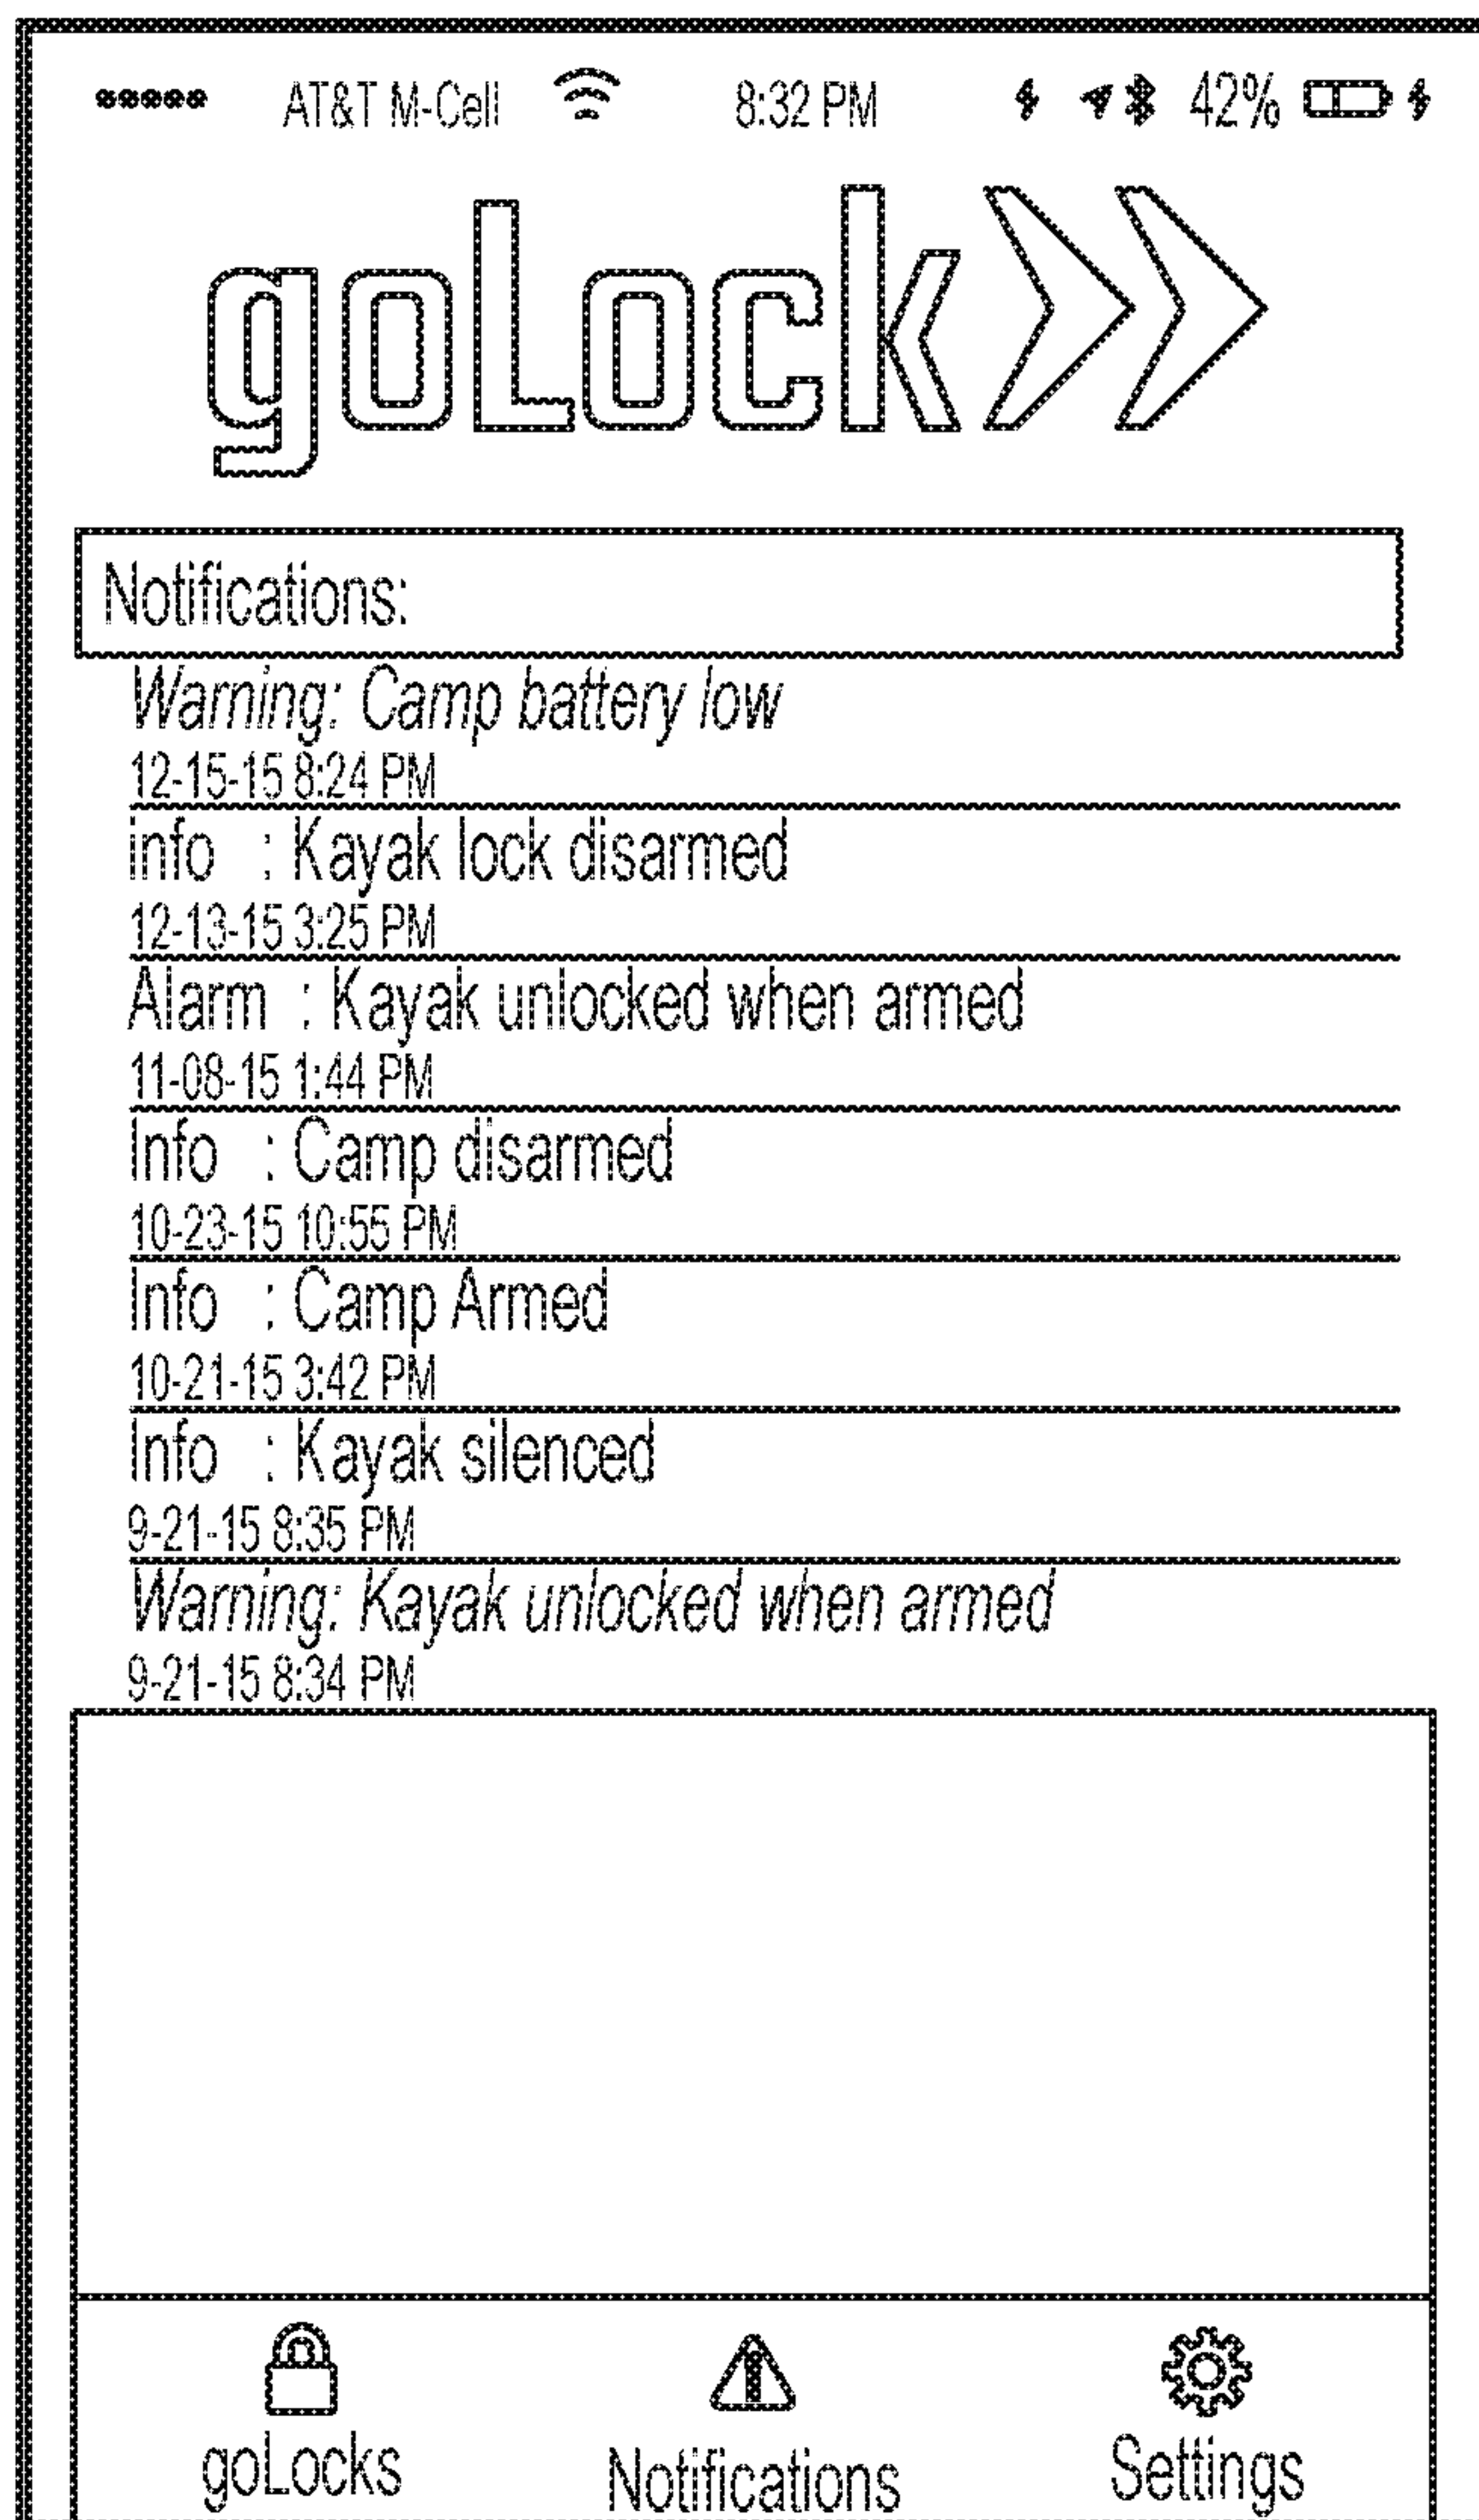 AT&T M-Cell 8:32 PM 42%
goLock
Notifications:
Warning: Camp battery low
12-15-15 8:24 PM
info : Kayak lock disarmed
12-13-15 3:25 PM
Alarm : Kayak unlocked when armed
11-08-15 1:44 PM
Info : Camp disarmed
10-23-15 10:55 PM
Info : Camp Armed
10-21-15 3:42 PM
Info : Kayak silenced
9-21-15 8:35 PM
Warning: Kayak unlocked when armed
9-21-15 8:34 PM
goLocks Notifications Settings